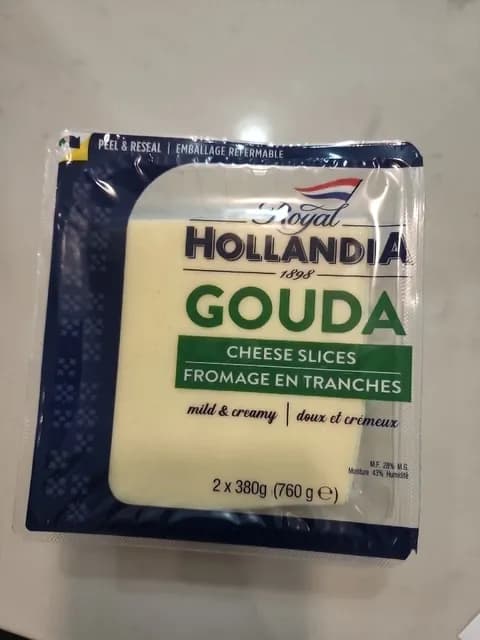 PEEL & RESEAL | EMBALLAGE REFERMABLE
Royal
HOLLANDIA
1898
GOUDA
CHEESE SLICES
FROMAGE EN TRANCHES
mild & creamy | doux et crémeux
M.F. 28% M.G.
Moisture 43% Humidité
2 x 380g (760 g ℮)